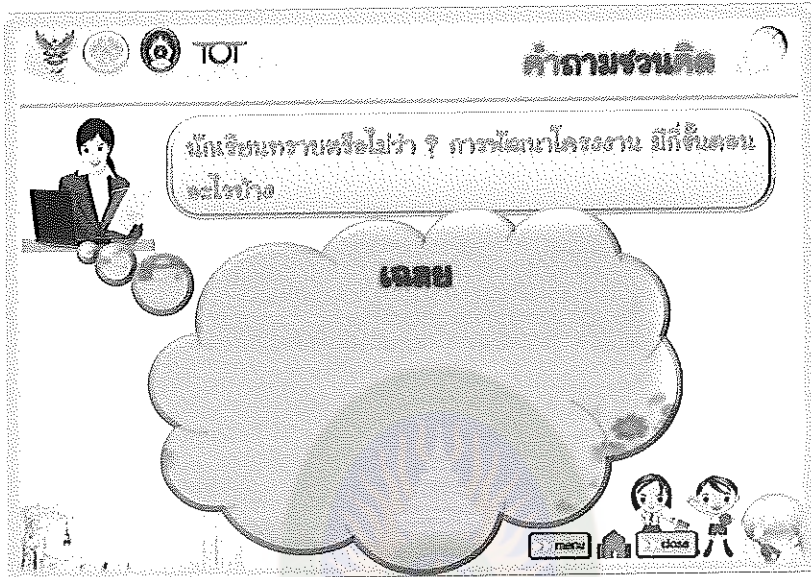 TOT
คำถามชวนคิด
นักเรียนทราบหรือไม่ว่า ? การพัฒนาโครงงาน มีกี่ขั้นตอน
อะไรบ้าง
เฉลย
menu
close